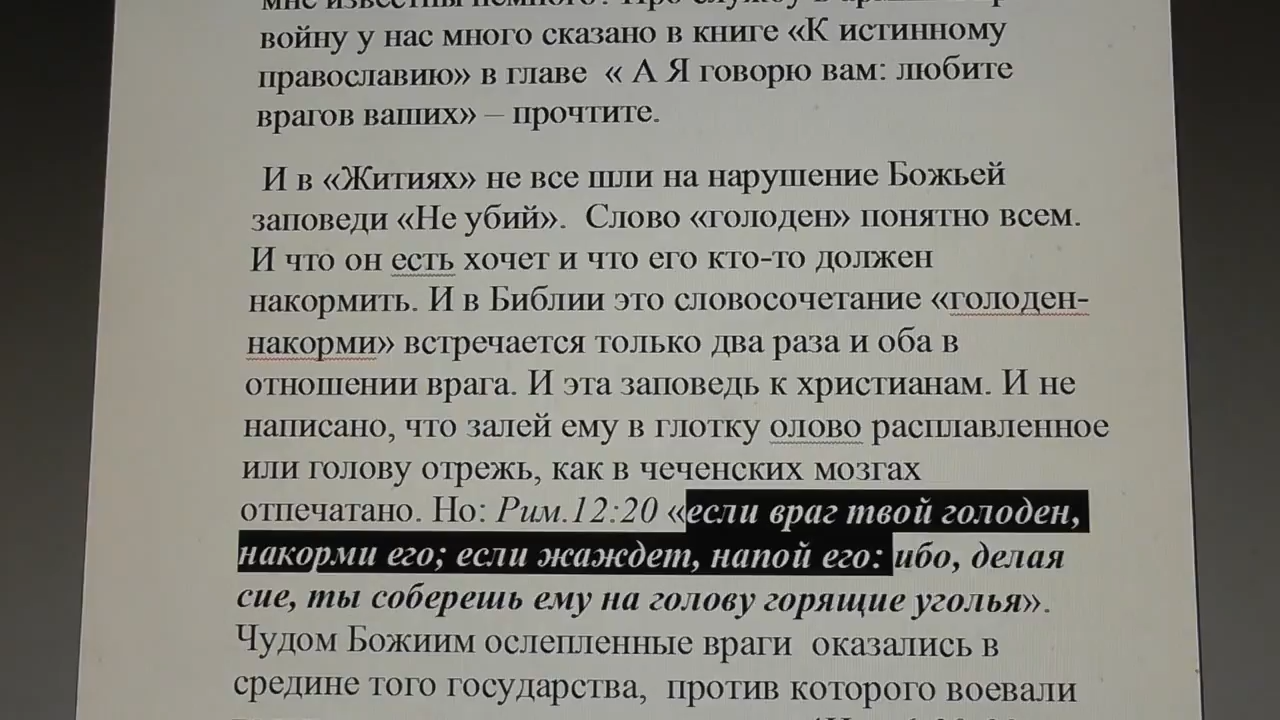 войну у нас много сказано в книге «К истинному
православию» в главе « А Я говорю вам: любите
врагов ваших» – прочтите.
И в «Житиях» не все шли на нарушение Божьей
заповеди «Не убий». Слово «голоден» понятно всем.
И что он есть хочет и что его кто-то должен
накормить. И в Библии это словосочетание «голоден-
накорми» встречается только два раза и оба в
отношении врага. И эта заповедь к христианам. И не
написано, что залей ему в глотку олово расплавленное
или голову отрежь, как в чеченских мозгах
отпечатано. Но: Рим.12:20 «если враг твой голоден,
накорми его; если жаждет, напой его: ибо, делая
сие, ты соберешь ему на голову горящие уголья».
Чудом Божиим ослепленные враги оказались в
средине того государства, против которого воевали